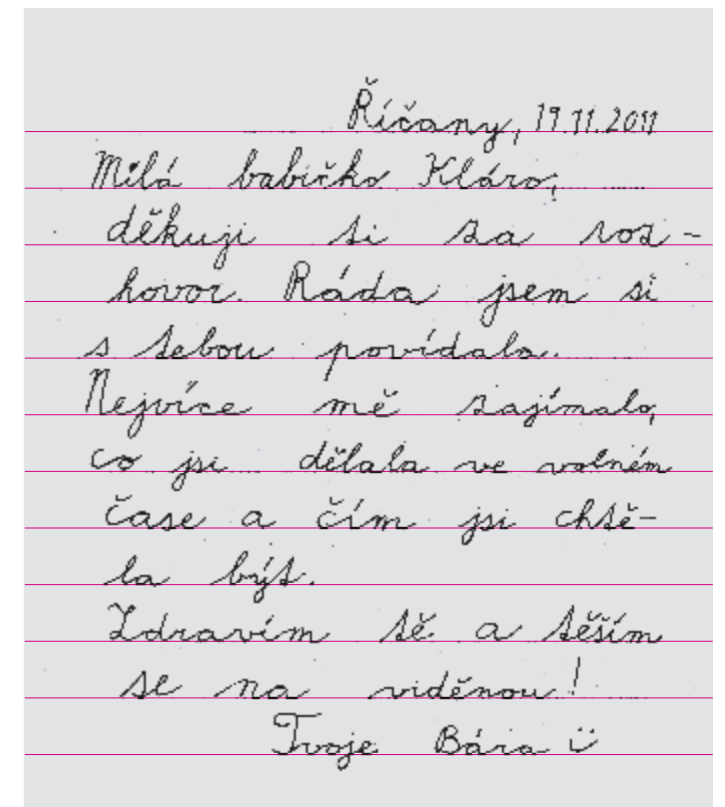 Říčany, 19.11.2011
Milá babičko Kláro,
děkuji ti za roz-
hovor. Ráda jsem si
s tebou povídala.
Nejvíce mě zajímalo,
co jsi dělala ve volném
čase a čím jsi chtě-
la být.
Zdravím tě a těším
se na viděnou!
Tvoje Bára ☺